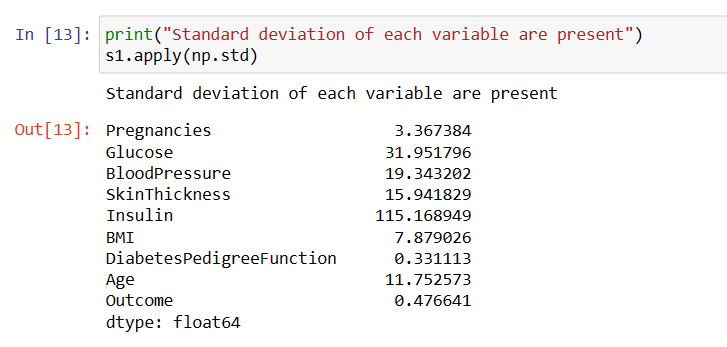 In [13]: print("Standard deviation of each variable are present")
s1.apply(np.std)
Standard deviation of each variable are present
Out[13]: Pregnancies 3.367384
Glucose 31.951796
BloodPressure 19.343202
SkinThickness 15.941829
Insulin 115.168949
BMI 7.879026
DiabetesPedigreeFunction 0.331113
Age 11.752573
Outcome 0.476641
dtype: float64